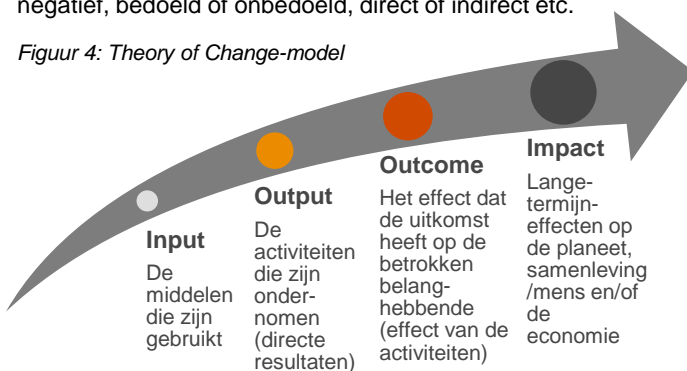 negatief, bedoeld of onbedoeld, direct of indirect etc.
Figuur 4: Theory of Change-model
Input
De
middelen
die zijn
gebruikt
Output
De
activiteiten
die zijn
onder-
nomen
(directe
resultaten)
Outcome
Het effect dat
de uitkomst
heeft op de
betrokken
belang-
hebbende
(effect van de
activiteiten)
Impact
Lange-
termijn-
effecten op
de planeet,
samenleving
/mens en/of
de
economie